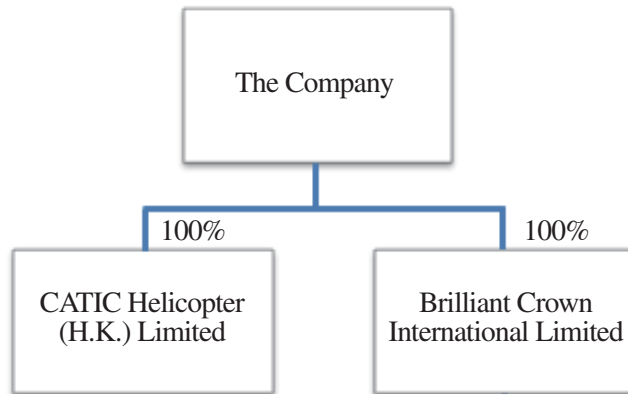 The Company
100%
100%
CATIC Helicopter
(H.K.) Limited
Brilliant Crown
International Limited